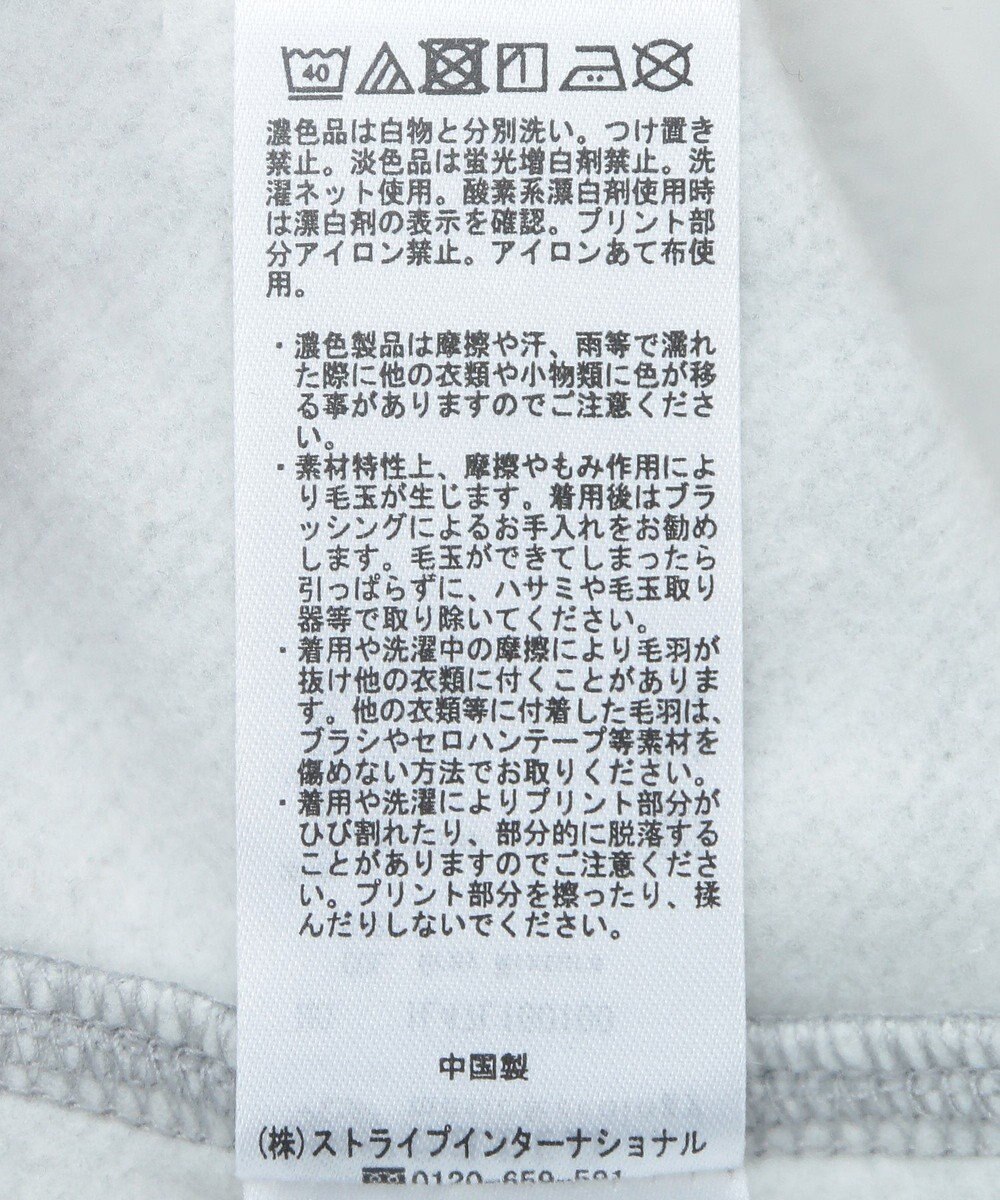 40
濃色品は白物と分別洗い。つけ置き
禁止。淡色品は蛍光増白剤禁止。洗
濯ネット使用。酸素系漂白剤使用時
は漂白剤の表示を確認。プリント部
分アイロン禁止。アイロンあて布使
用。
・濃色製品は摩擦や汗、雨等で濡れ
た際に他の衣類や小物類に色が移
る事がありますのでご注意くださ
い。
・素材特性上、摩擦やもみ作用によ
り毛玉が生じます。着用後はブラ
ッシングによるお手入れをお勧め
します。毛玉ができてしまったら
引っぱらずに、ハサミや毛玉取り
器等で取り除いてください。
・着用や洗濯中の摩擦により毛羽が
抜け他の衣類に付くことがありま
す。他の衣類等に付着した毛羽は、
ブラシやセロハンテープ等素材を
傷めない方法でお取りください。
・着用や洗濯によりプリント部分が
ひび割れたり、部分的に脱落する
ことがありますのでご注意くださ
い。プリント部分を擦ったり、揉
んだりしないでください。
中国製
(株)ストライプインターナショナル
0120-659-591